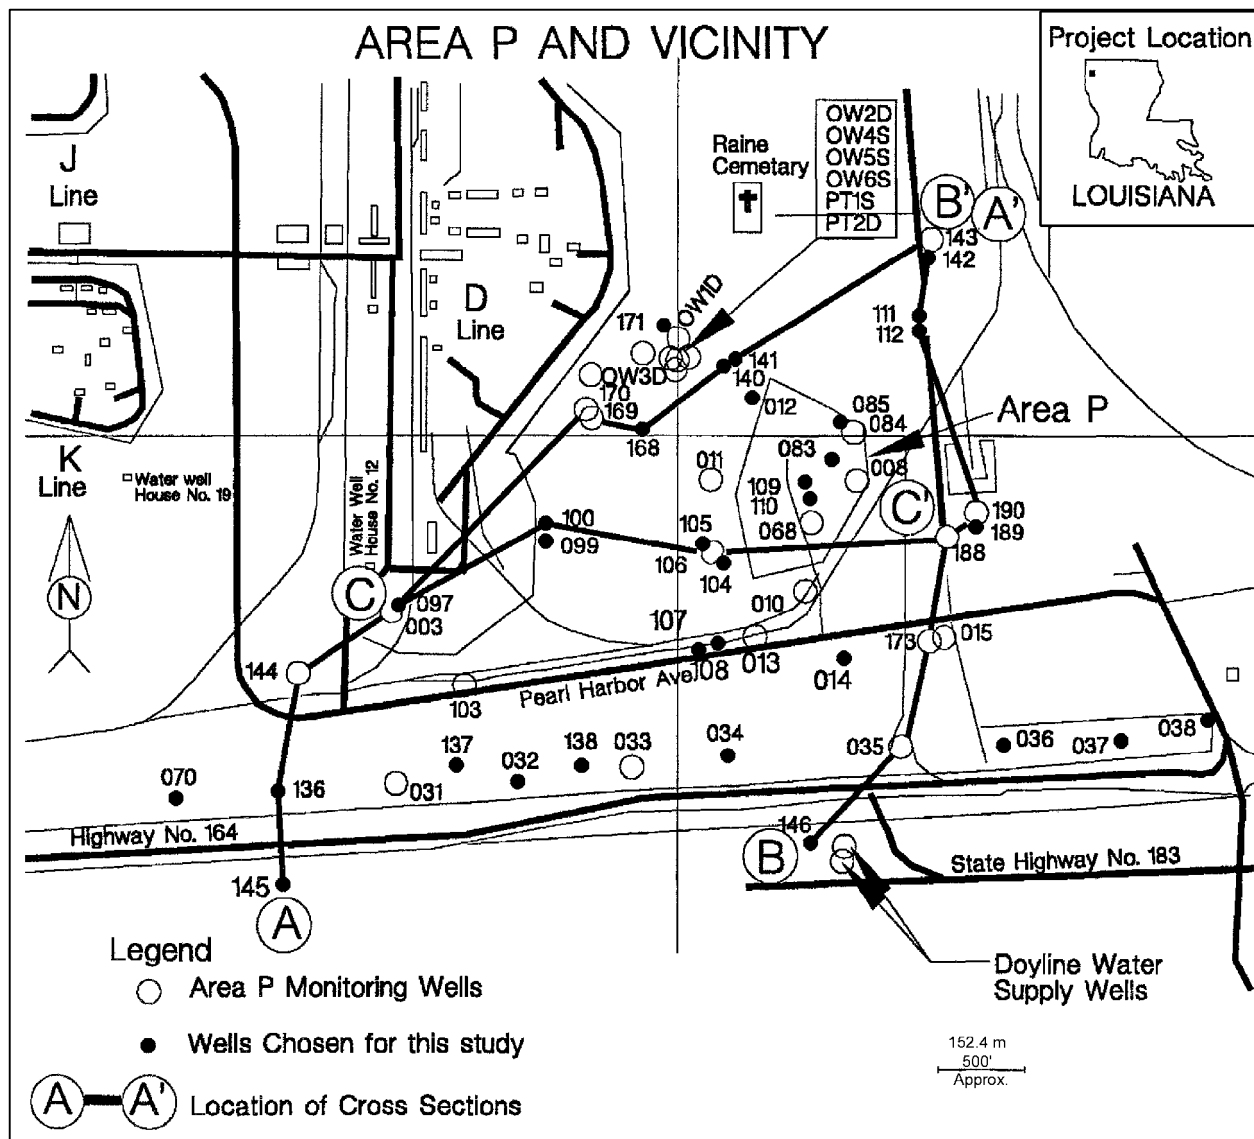 AREA P AND VICINITY
Project Location
LOUISIANA
J
Line
Raine
Cemetary
OW2D
OW4S
OW5S
OW6S
PT1S
PT2D
B'
A'
143
142
D
Line
171
OW1D
111
112
141
140
OW3D
170
169
012
085
084
Area P
168
083
K
Line
Water well
House No. 19
Water Well
House No. 12
011
008
109
110
C'
190
100
105
068
189
099
106
188
104
N
C
097
010
003
107
015
173
144
108
013
014
103
Pearl Harbor Ave.
038
137
138
033
034
035
036
037
070
032
136
031
146
Highway No. 164
B
State Highway No. 183
145
A
Legend
Area P Monitoring Wells
Doyline Water
Supply Wells
Wells Chosen for this study
152.4 m
500'
Approx.
A A' Location of Cross Sections